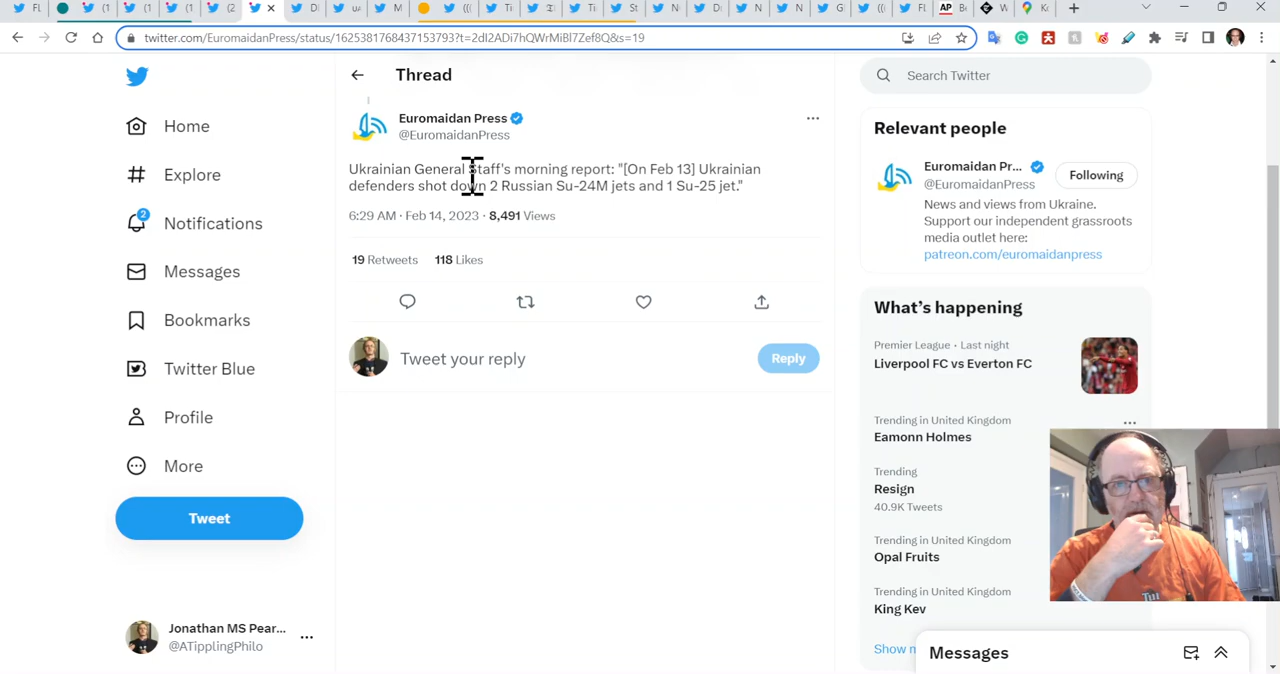 twitter.com/EuromaidanPress/status/1625381768437153793?t=2dl2ADi7hQWrMiBl7Zef8Q&s=19
Thread
Search Twitter
Home
Explore
2
Notifications
Messages
Bookmarks
Twitter Blue
Profile
More
Tweet
Jonathan MS Pear...
@ATipplingPhilo
Euromaidan Press
@EuromaidanPress
Ukrainian General Staff's morning report: "[On Feb 13] Ukrainian
defenders shot down 2 Russian Su-24M jets and 1 Su-25 jet."
6:29 AM · Feb 14, 2023 · 8,491 Views
19 Retweets 118 Likes
Tweet your reply
Reply
Relevant people
Euromaidan Pr...
@EuromaidanPress
Following
News and views from Ukraine.
Support our independent grassroots
media outlet here:
patreon.com/euromaidanpress
What's happening
Premier League · Last night
Liverpool FC vs Everton FC
Trending in United Kingdom
Eamonn Holmes
Trending
Resign
40.9K Tweets
Trending in United Kingdom
Opal Fruits
Trending in United Kingdom
King Kev
Show
Messages